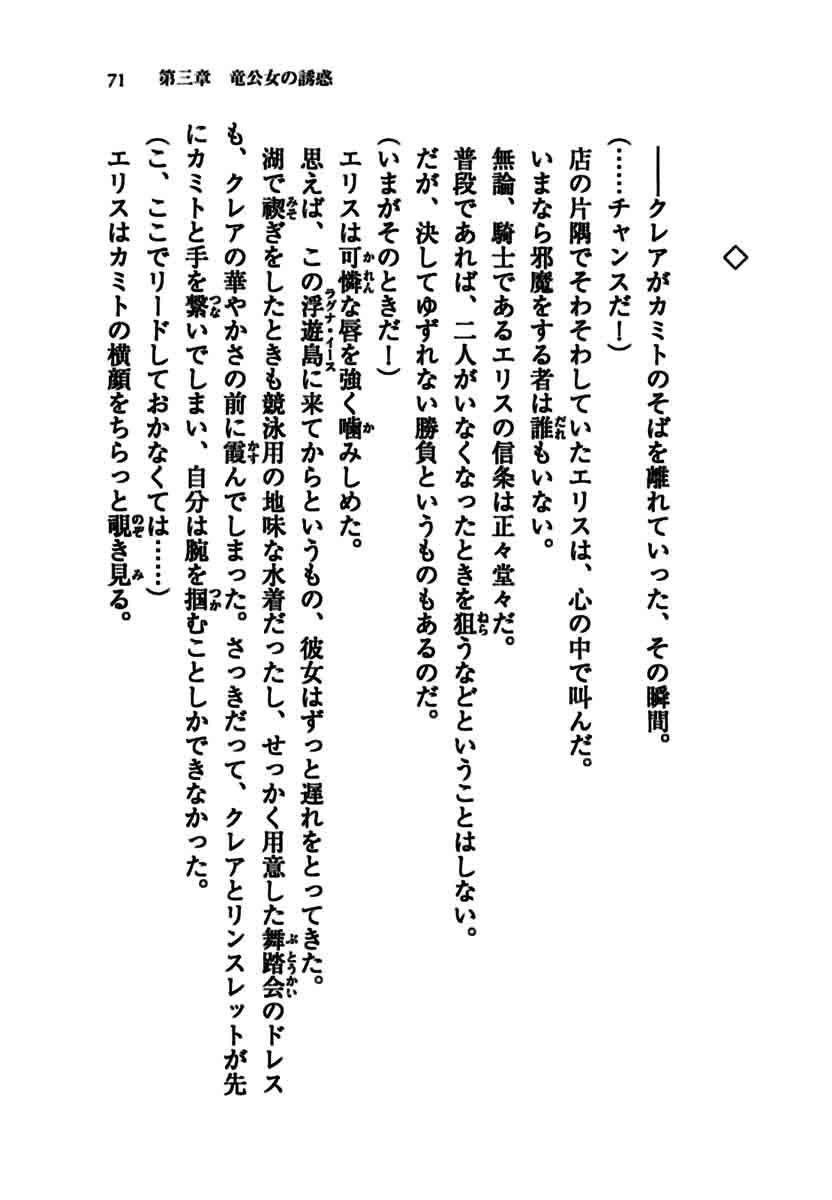 71　第三章　竜公女の誘惑
◇
――クレアがカミトのそばを離れていった、その瞬間。
(……チャンスだ！)
店の片隅でそわそわしていたエリスは、心の中で叫んだ。
いまなら邪魔をする者は誰もいない。
無論、騎士であるエリスの信条は正々堂々だ。
普段であれば、二人がいなくなったときを狙うなどということはしない。
だが、決してゆずれない勝負というものもあるのだ。
(いまがそのときだ！)
エリスは可憐な唇を強く噛みしめた。
思えば、この浮遊島に来てからというもの、彼女はずっと遅れをとってきた。
湖で禊ぎをしたときも競泳用の地味な水着だったし、せっかく用意した舞踏会のドレス
も、クレアの華やかさの前に霞んでしまった。さっきだって、クレアとリンスレットが先
にカミトと手を繋いでしまい、自分は腕を掴むことしかできなかった。
(こ、ここでリードしておかなくては……)
エリスはカミトの横顔をちらっと覗き見る。